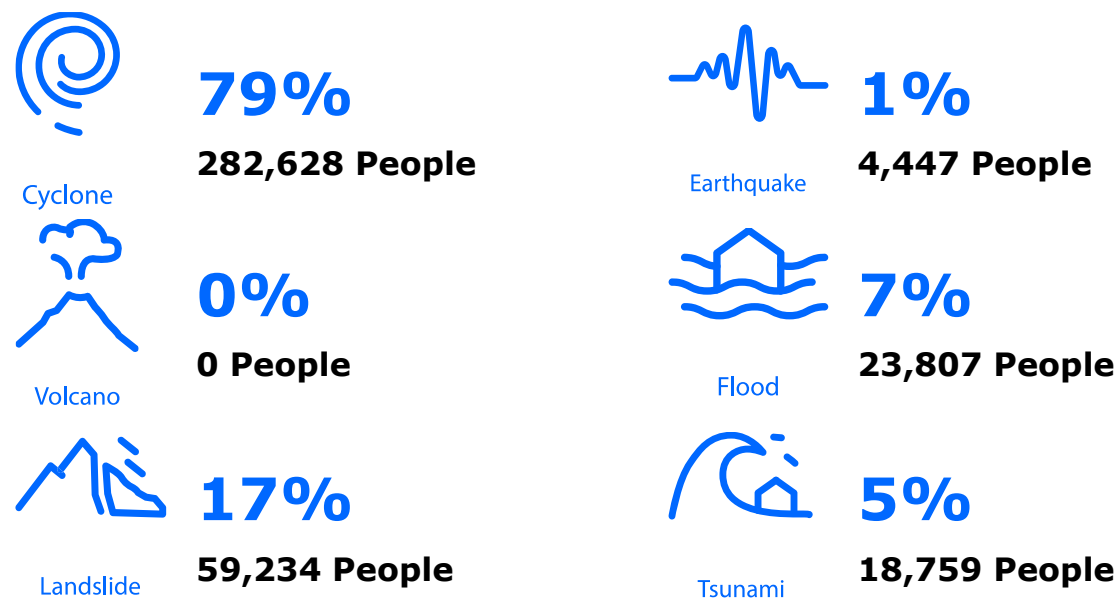 79%
282,628 People
Cyclone
1%
4,447 People
Earthquake
0%
0 People
Volcano
7%
23,807 People
Flood
17%
59,234 People
Landslide
5%
18,759 People
Tsunami